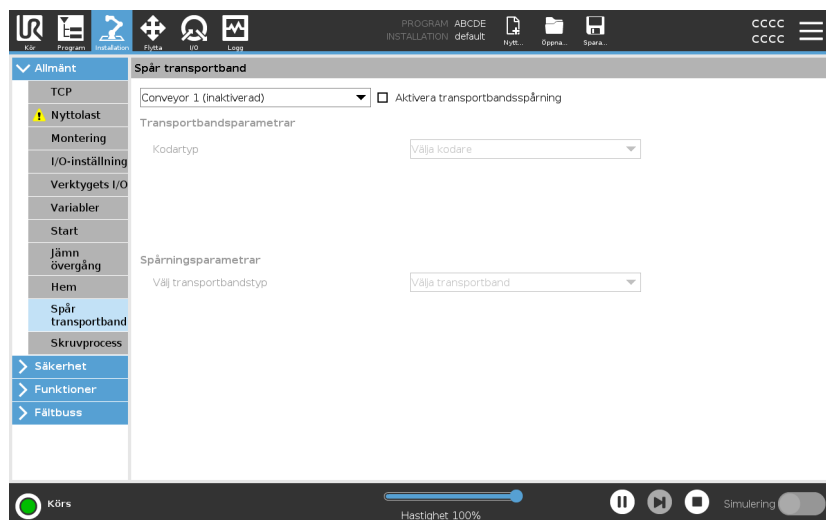 PROGRAM ABCDE
INSTALLATION default
CCCC
CCCC
Kör
Program
Installation
Flytta
I/O
Logg
Nytt...
Öppna...
Spara...
Allmänt
Spår transportband
TCP
Nyttolast
Montering
I/O-inställning
Verktygets I/O
Variabler
Start
Jämn
övergång
Hem
Spår
transportband
Skruvprocess
Säkerhet
Funktioner
Fältbuss
Conveyor 1 (inaktiverad)
Aktivera transportbandsspårning
Transportbandsparametrar
Kodartyp
Välja kodare
Spårningsparametrar
Välj transportbandstyp
Välja transportband
Körs
Hastighet 100%
Simulering